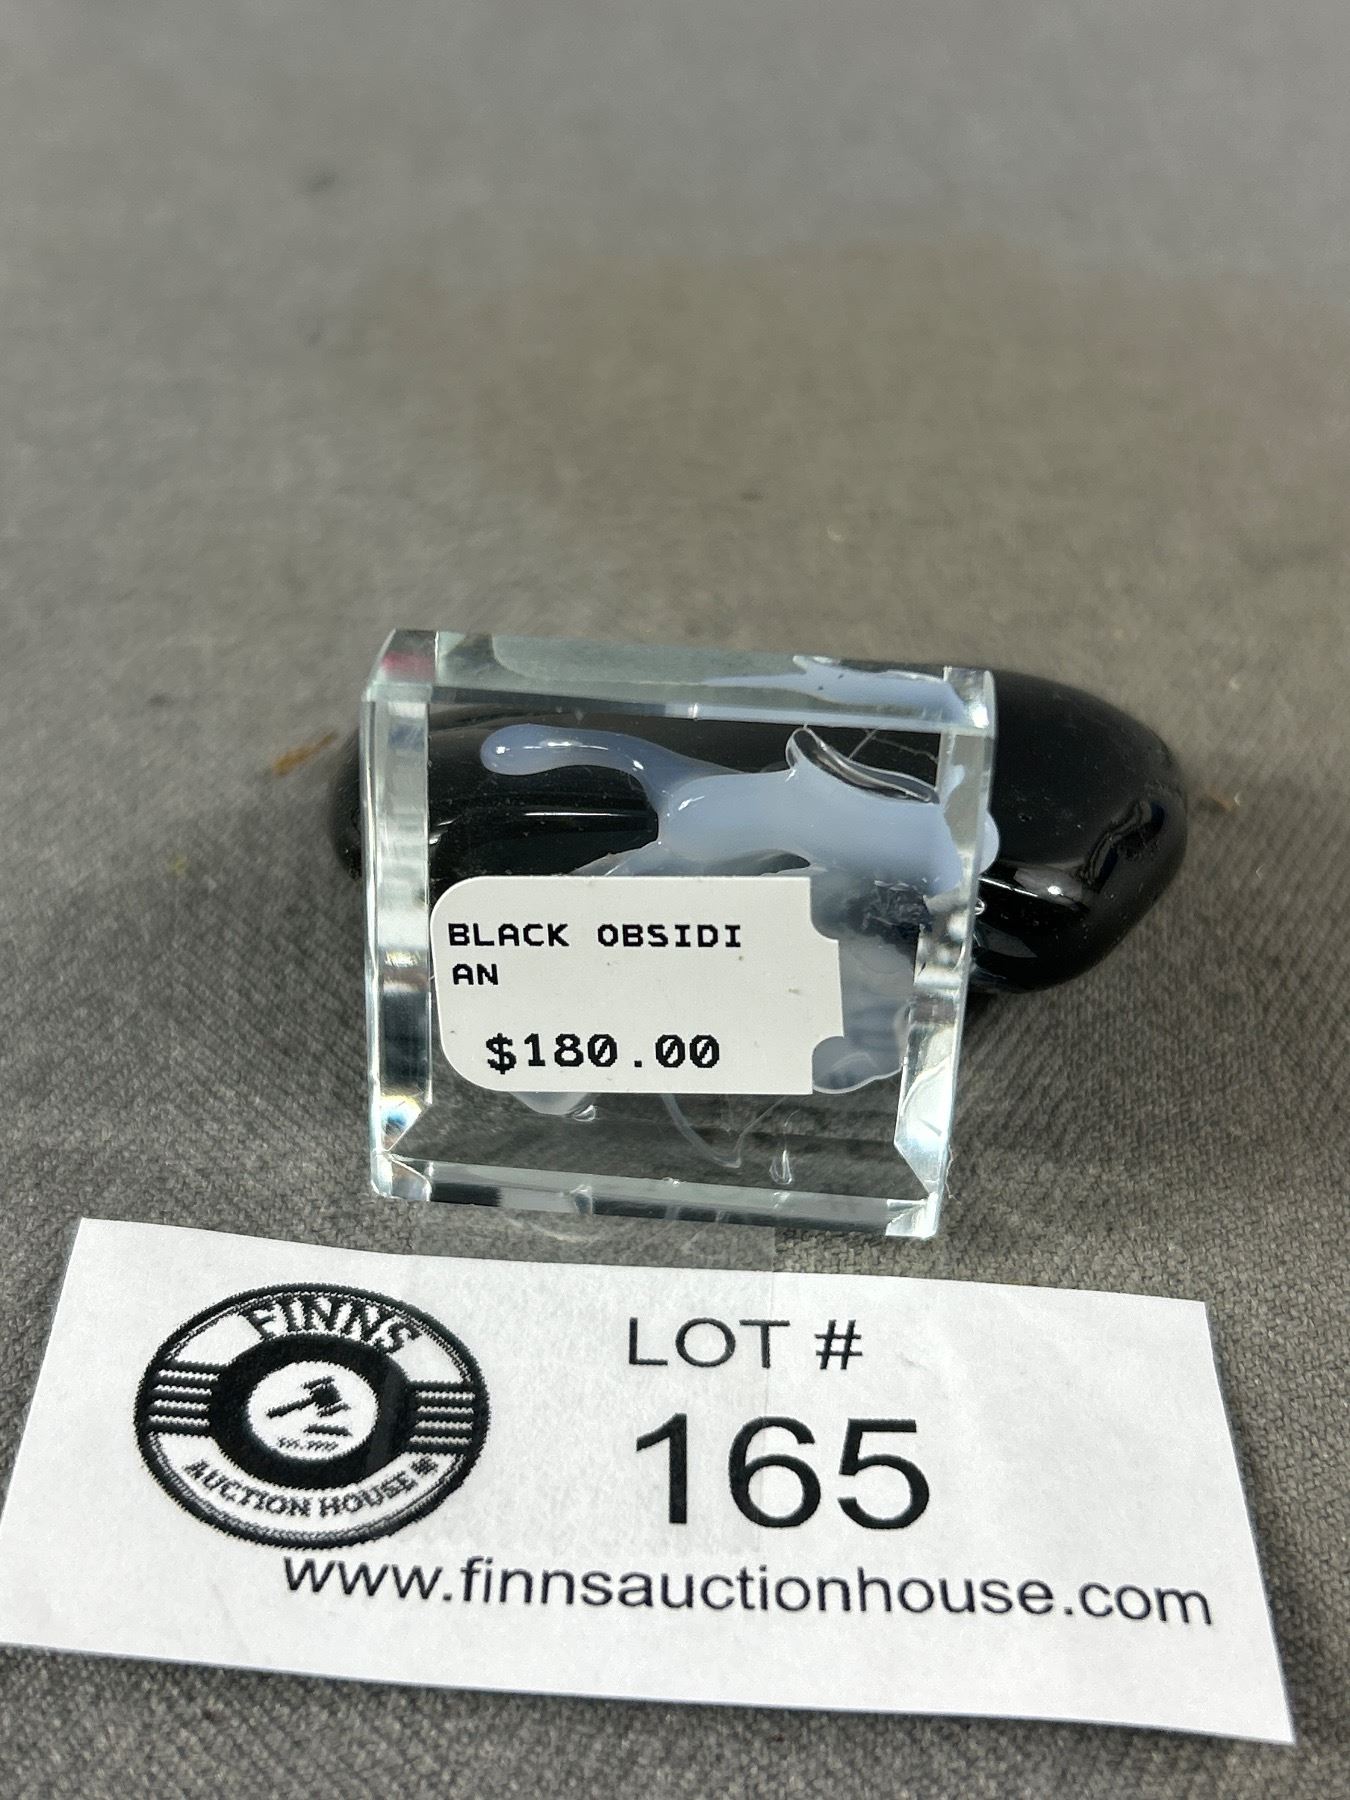 BLACK OBSIDI
AN
$180.00
FINNS
AUCTION HOUSE
LOT #
165
www.finnsauctionhouse.com